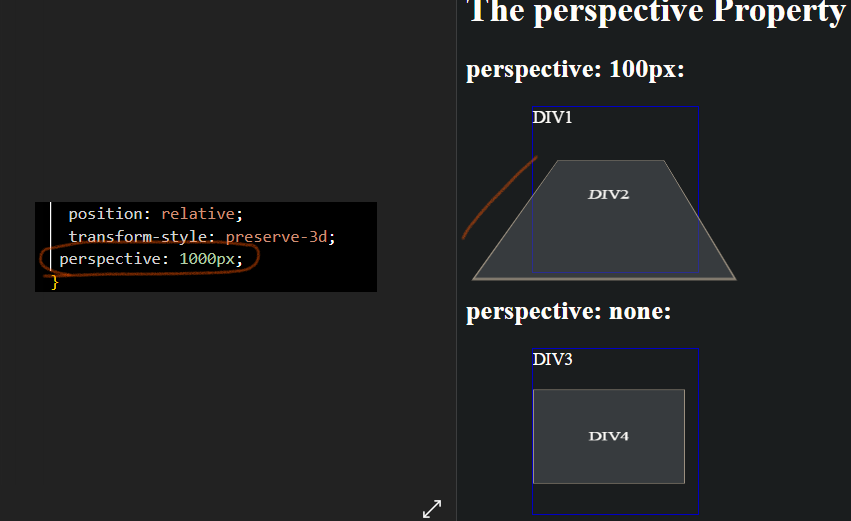 position: relative;
transform-style: preserve-3d;
perspective: 1000px;
}
The perspective Property
perspective: 100px:
DIV1
DIV2
perspective: none:
DIV3
DIV4